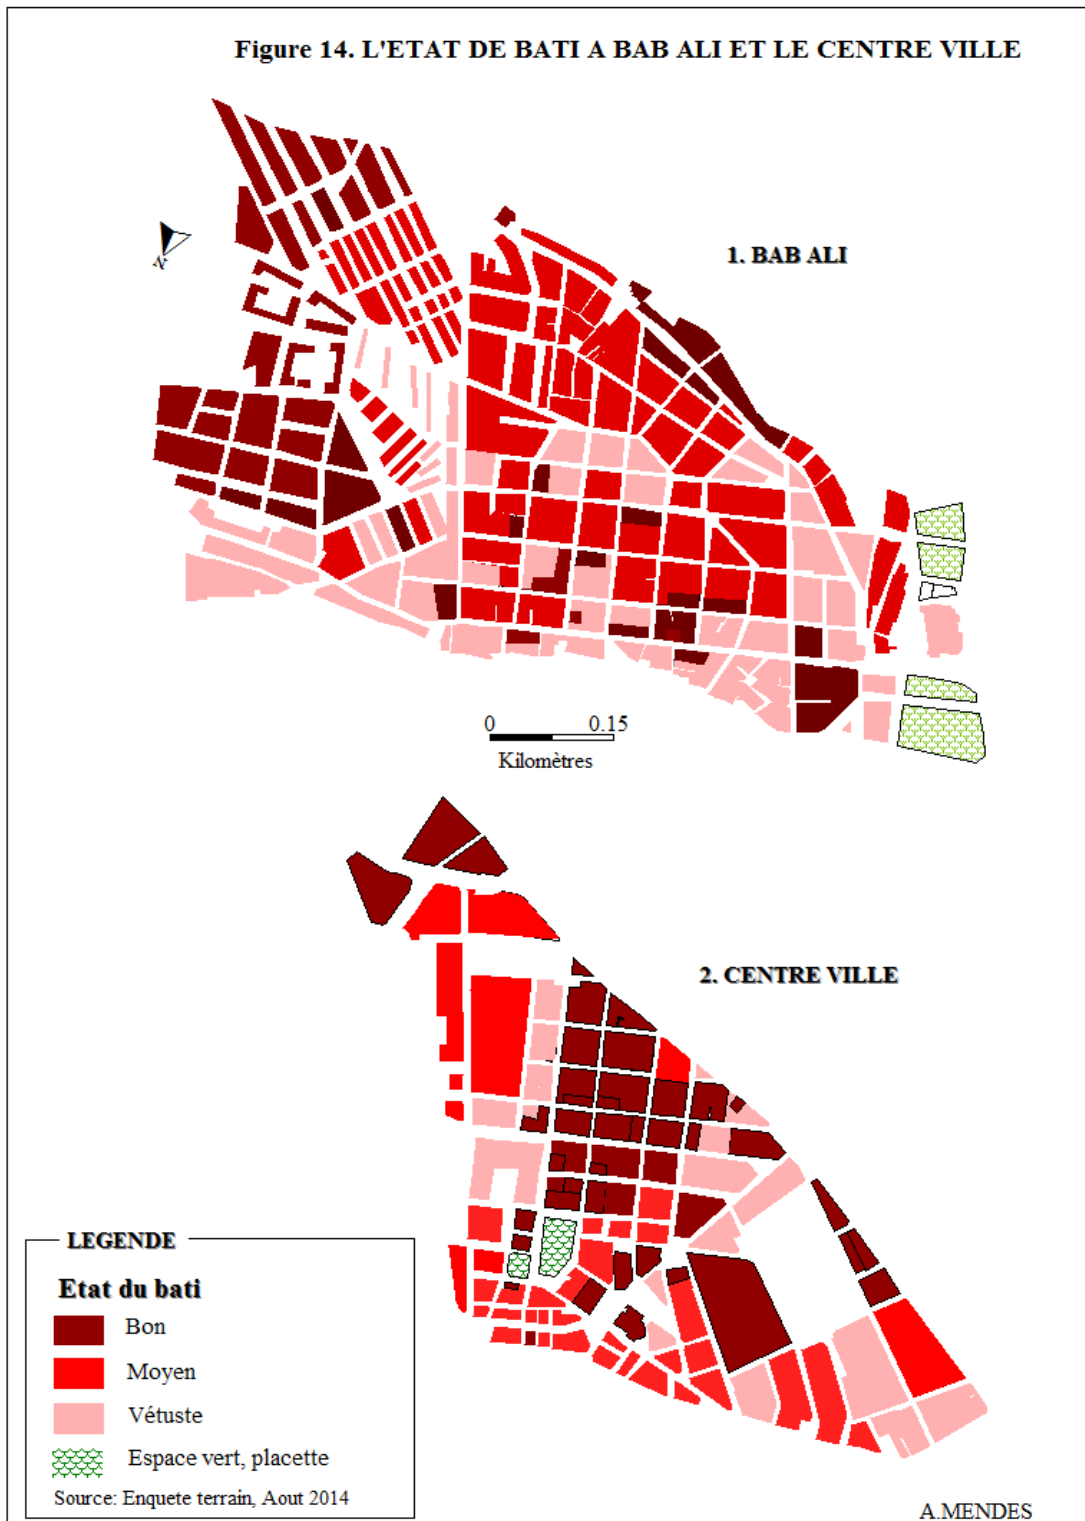 Figure 14. L'ETAT DE BATI A BAB ALI ET LE CENTRE VILLE
N
1. BAB ALI
0 0.15
Kilomètres
2. CENTRE VILLE
LEGENDE
Etat du bati
Bon
Moyen
Vétuste
Espace vert, placette
Source: Enquete terrain, Aout 2014
A.MENDES